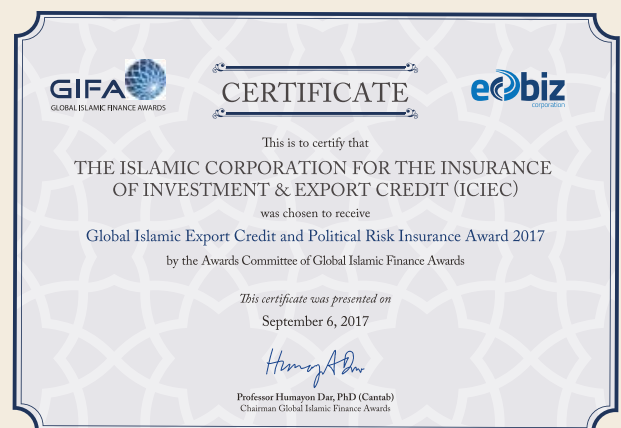 GIFA
GLOBAL ISLAMIC FINANCE AWARDS
CERTIFICATE
corporation
This is to certify that
THE ISLAMIC CORPORATION FOR THE INSURANCE
OF INVESTMENT & EXPORT CREDIT (ICIEC)
was chosen to receive
Global Islamic Export Credit and Political Risk Insurance Award 2017
by the Awards Committee of Global Islamic Finance Awards
This certificate was presented on
September 6, 2017
Professor Humayon Dar, PhD (Cantab)
Chairman Global Islamic Finance Awards